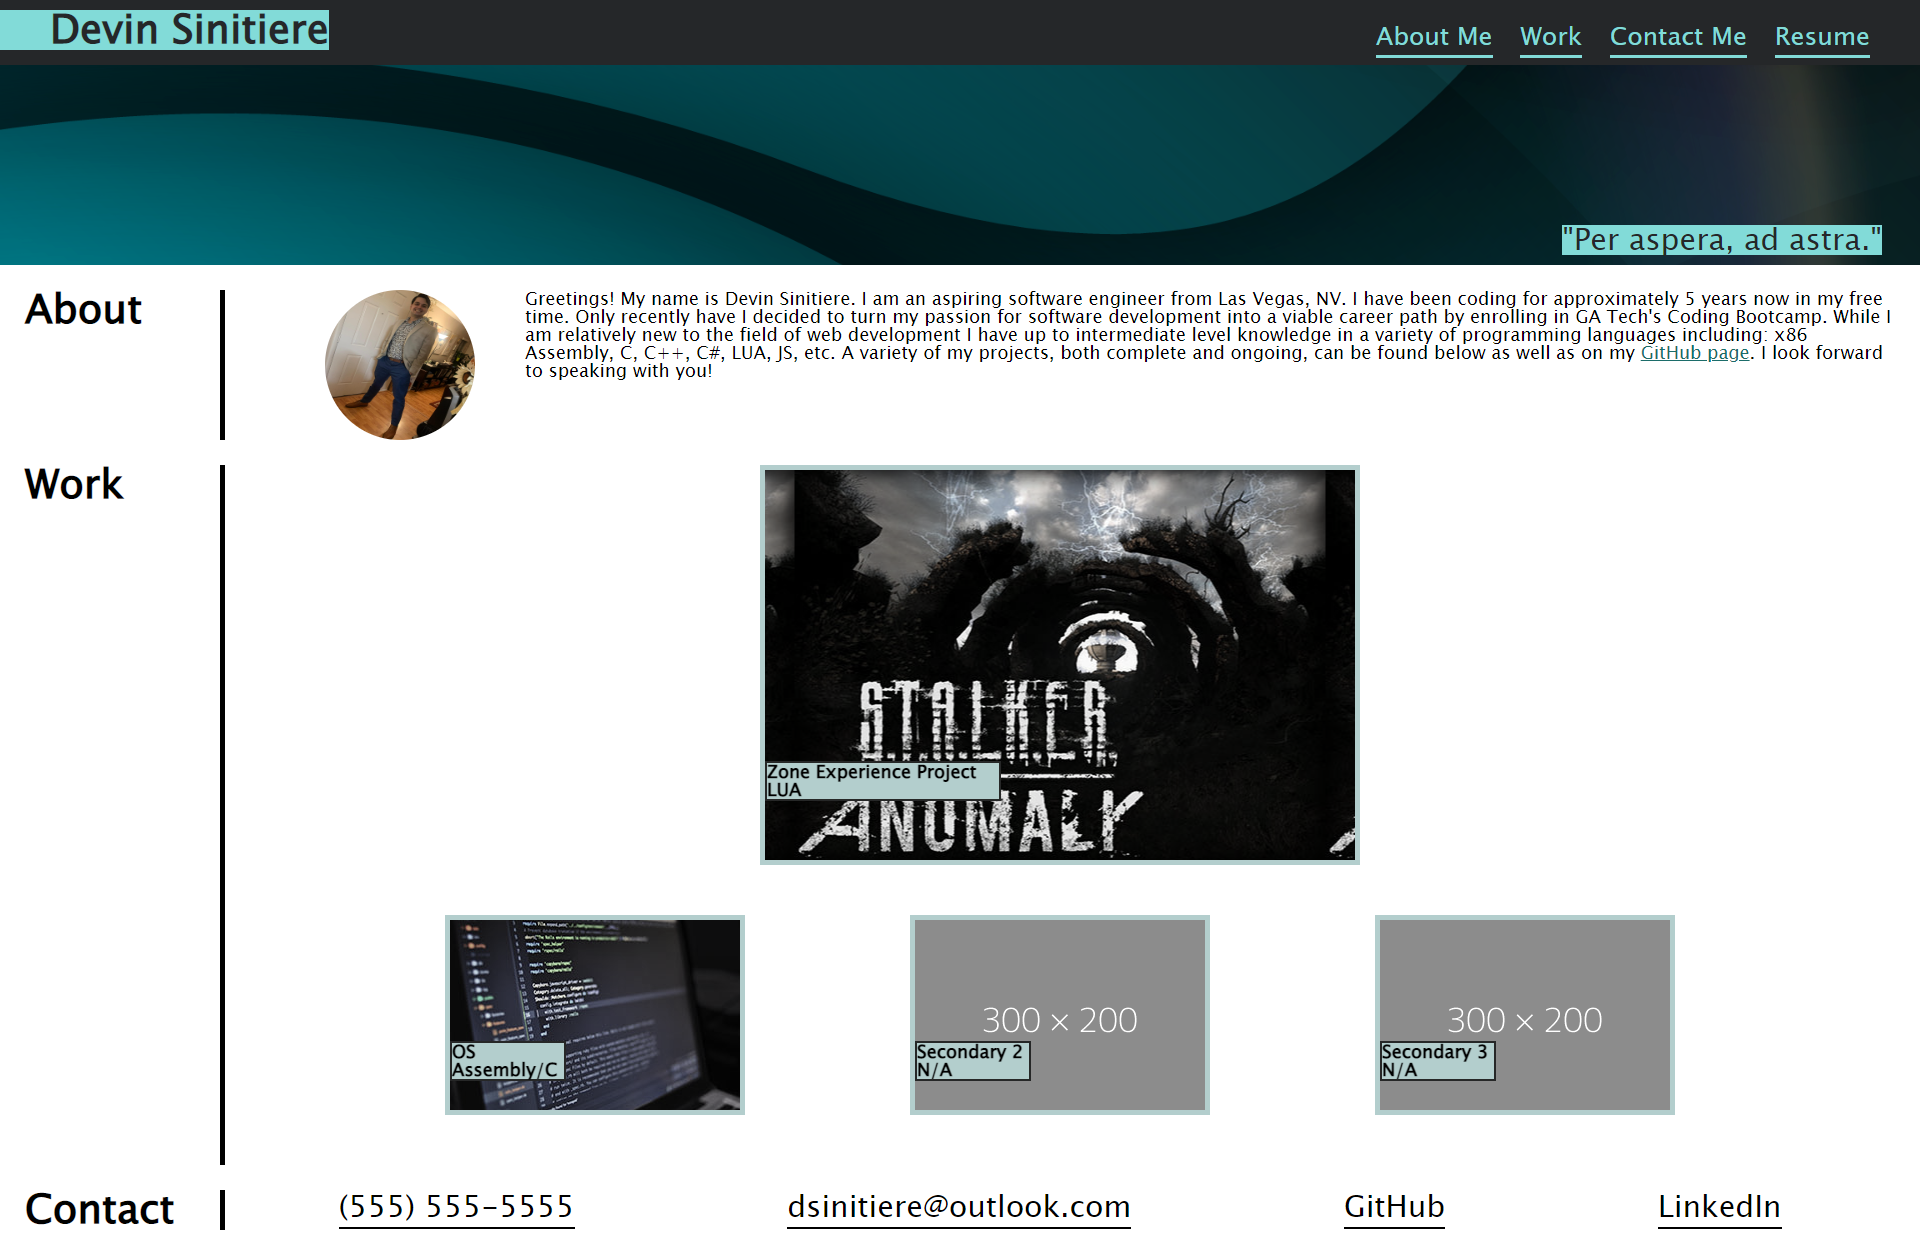 Devin Sinitiere
About Me Work Contact Me Resume
"Per aspera, ad astra."
About
Greetings! My name is Devin Sinitiere. I am an aspiring software engineer from Las Vegas, NV. I have been coding for approximately 5 years now in my free
time. Only recently have I decided to turn my passion for software development into a viable career path by enrolling in GA Tech's Coding Bootcamp. While I
am relatively new to the field of web development I have up to intermediate level knowledge in a variety of programming languages including: x86
Assembly, C, C++, C#, LUA, JS, etc. A variety of my projects, both complete and ongoing, can be found below as well as on my GitHub page. I look forward
to speaking with you!
Work
S.T.A.L.K.E.R.
ANOMALY
Zone Experience Project
LUA
OS
Assembly/C
300 × 200
Secondary 2
N/A
300 × 200
Secondary 3
N/A
Contact
(555) 555-5555
dsinitiere@outlook.com
GitHub
LinkedIn